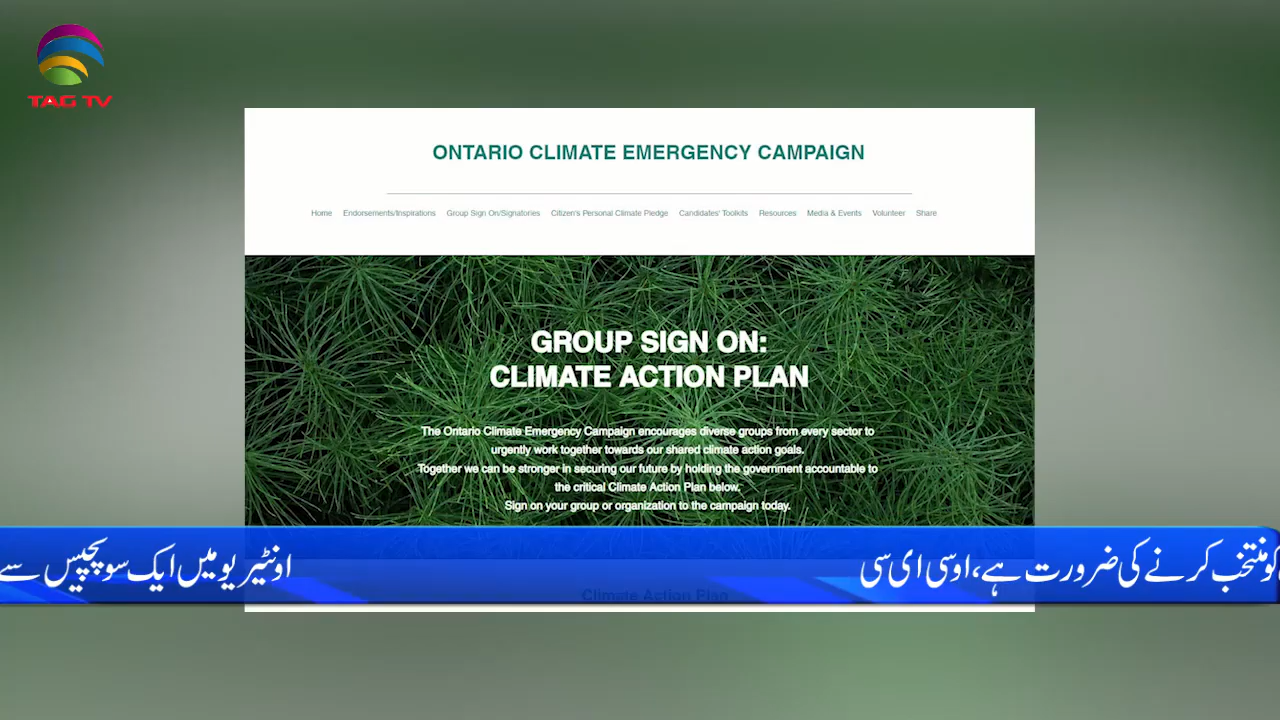 TAG TV
ONTARIO CLIMATE EMERGENCY CAMPAIGN
Home Endorsements/Inspirations Group Sign On/Signatories Citizen's Personal Climate Pledge Candidates' Toolkits Resources Media & Events Volunteer Share
GROUP SIGN ON:
CLIMATE ACTION PLAN
The Ontario Climate Emergency Campaign encourages diverse groups from every sector to
urgently work together towards our shared climate action goals.
Together we can be stronger in securing our future by holding the government accountable to
the critical Climate Action Plan below.
Sign on your group or organization to the campaign today.
کو منتخب کرنے کی ضرورت ہے، او سی ای سی
اونٹیریو میں ایک سو پچیس سے
Climate Action Plan